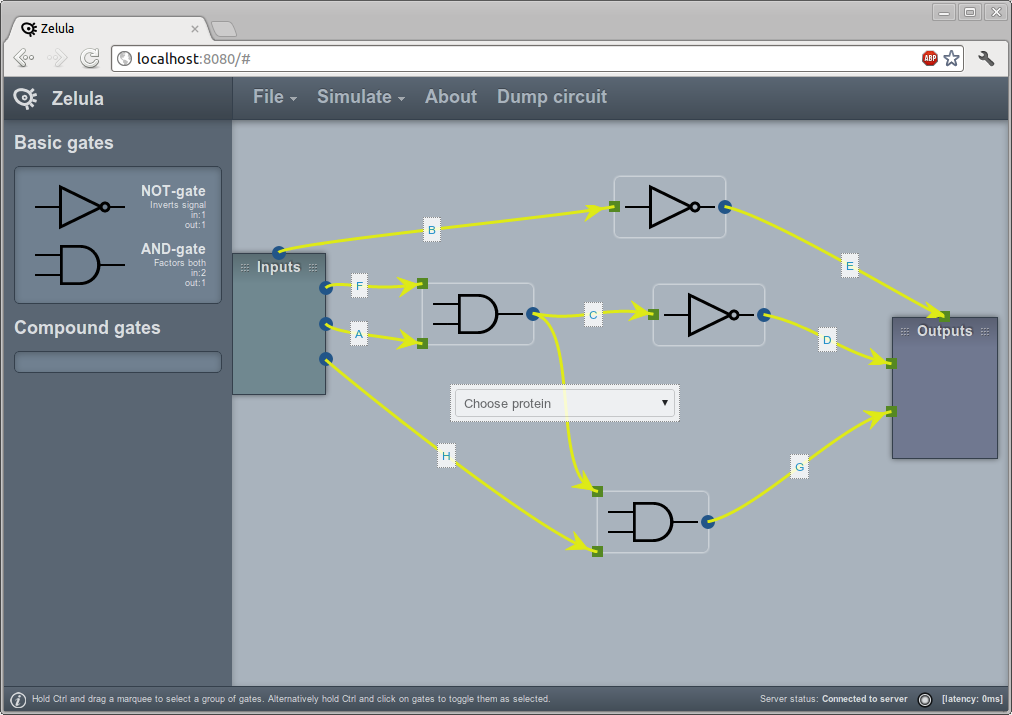 Zelula
localhost:8080/#
ABP
Zelula
File Simulate About Dump circuit
Basic gates
NOT-gate
Inverts signal
in:1
out:1
AND-gate
Factors both
in:2
out:1
Compound gates
Inputs
B
F
A
H
C
Choose protein
E
D
G
Outputs
Hold Ctrl and drag a marquee to select a group of gates. Alternatively hold Ctrl and click on gates to toggle them as selected.
Server status: Connected to server [latency: 0ms]